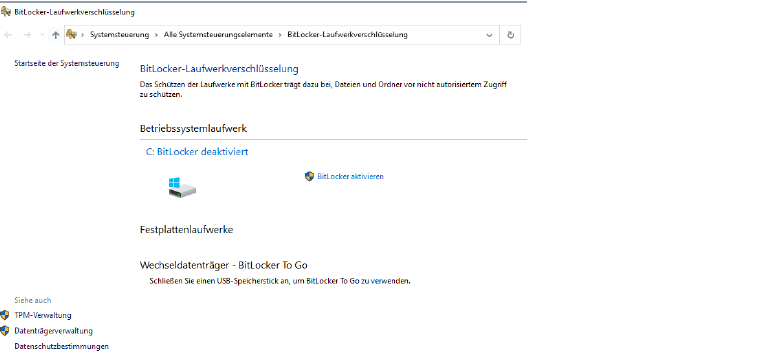 BitLocker-Laufwerkverschlüsselung
Systemsteuerung > Alle Systemsteuerungselemente > BitLocker-Laufwerkverschlüsselung
Startseite der Systemsteuerung
BitLocker-Laufwerkverschlüsselung
Das Schützen der Laufwerke mit BitLocker trägt dazu bei, Dateien und Ordner vor nicht autorisiertem Zugriff
zu schützen.
Betriebssystemlaufwerk
C: BitLocker deaktiviert
BitLocker aktivieren
Festplattenlaufwerke
Wechseldatenträger - BitLocker To Go
Schließen Sie einen USB-Speicherstick an, um BitLocker To Go zu verwenden.
Siehe auch
TPM-Verwaltung
Datenträgerverwaltung
Datenschutzbestimmungen